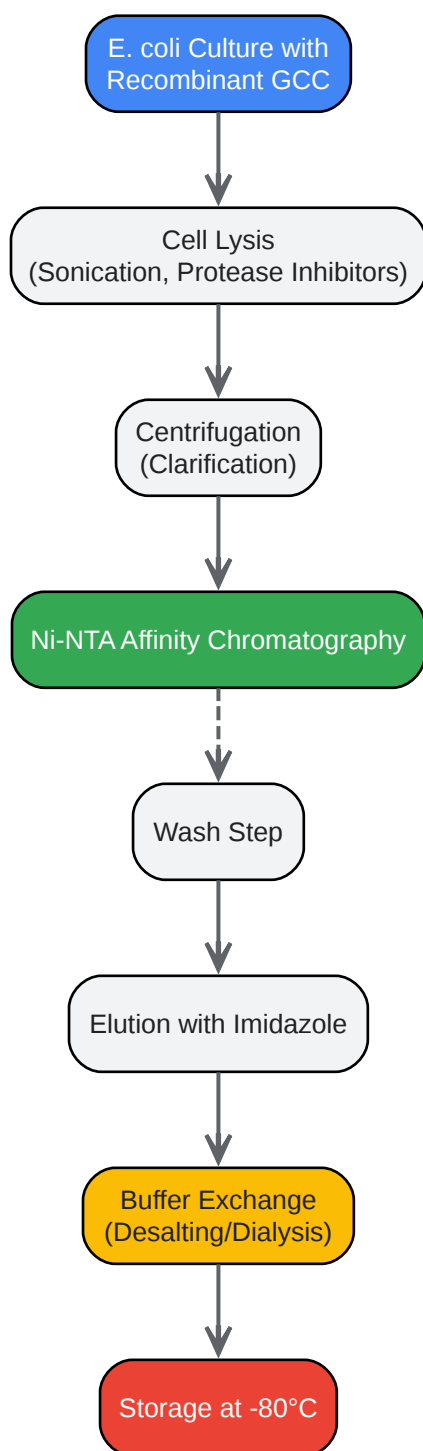 E. coli Culture with
Recombinant GCC
Cell Lysis
(Sonication, Protease Inhibitors)
Centrifugation
(Clarification)
Ni-NTA Affinity Chromatography
Wash Step
Elution with Imidazole
Buffer Exchange
(Desalting/Dialysis)
Storage at -80°C